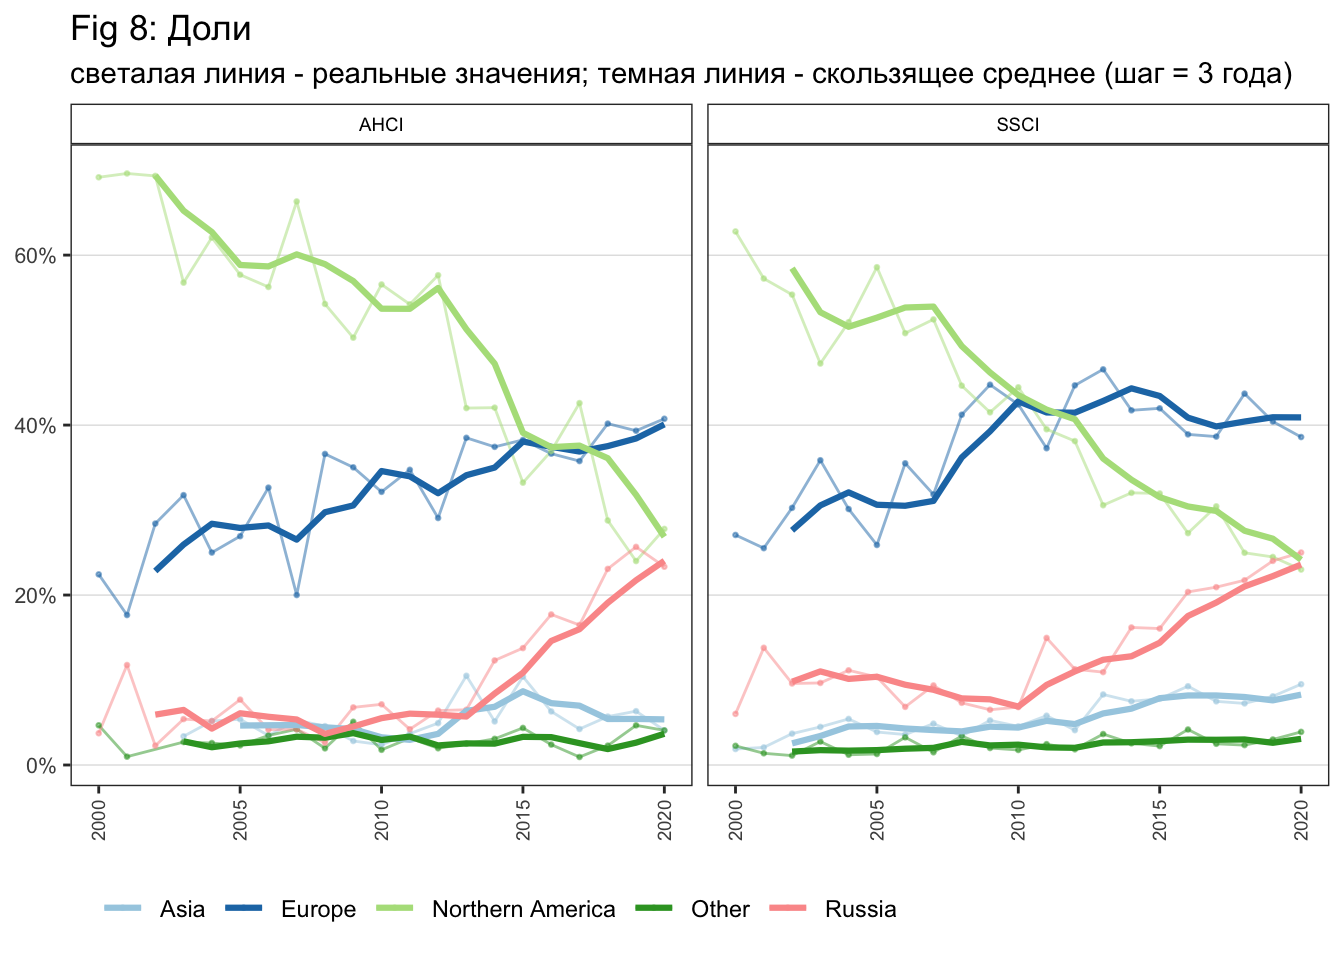 Fig 8: Доли
светалая линия - реальные значения; темная линия - скользящее среднее (шаг = 3 года)
AHCI
SSCI
60%
40%
20%
0%
2000 2005 2010 2015 2020
2000 2005 2010 2015 2020
Asia Europe Northern America Other Russia